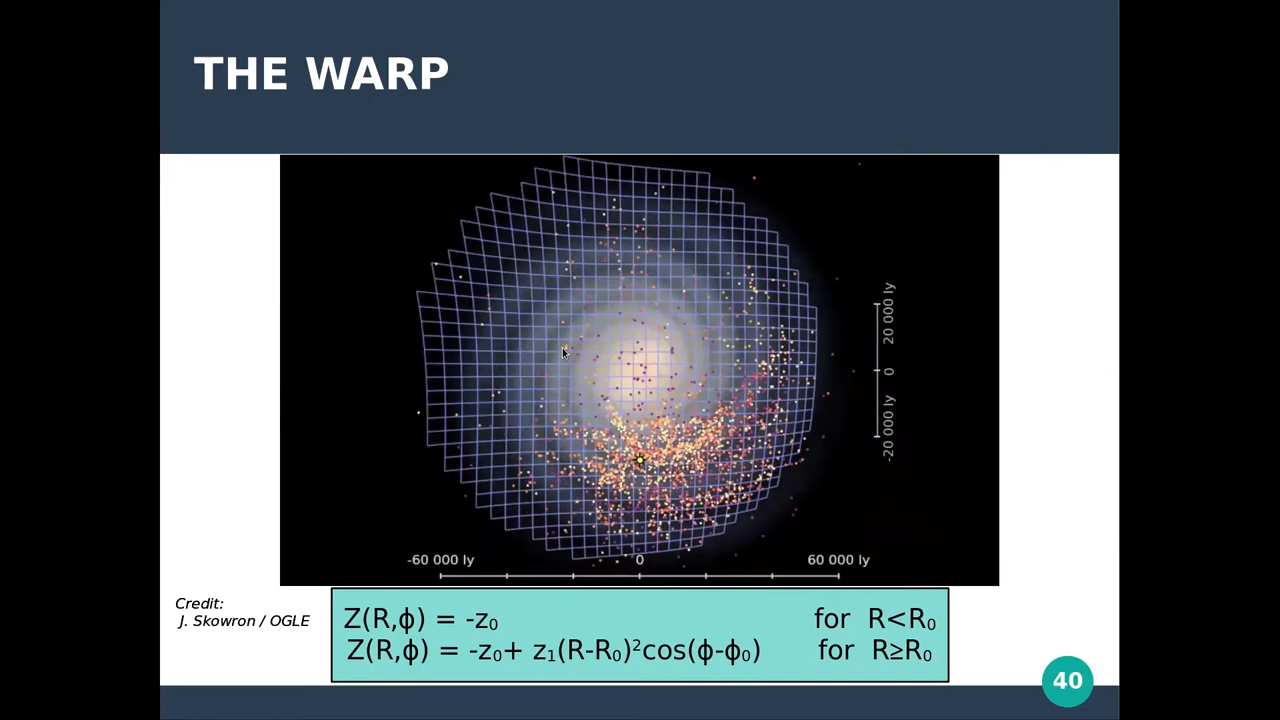 THE WARP
20 000 ly
0
-20 000 ly
-60 000 ly 0 60 000 ly
Credit:
J. Skowron / OGLE
Z(R,ϕ) = -z₀ for R<R₀
Z(R,ϕ) = -z₀+ z₁(R-R₀)²cos(ϕ-ϕ₀) for R≥R₀
40